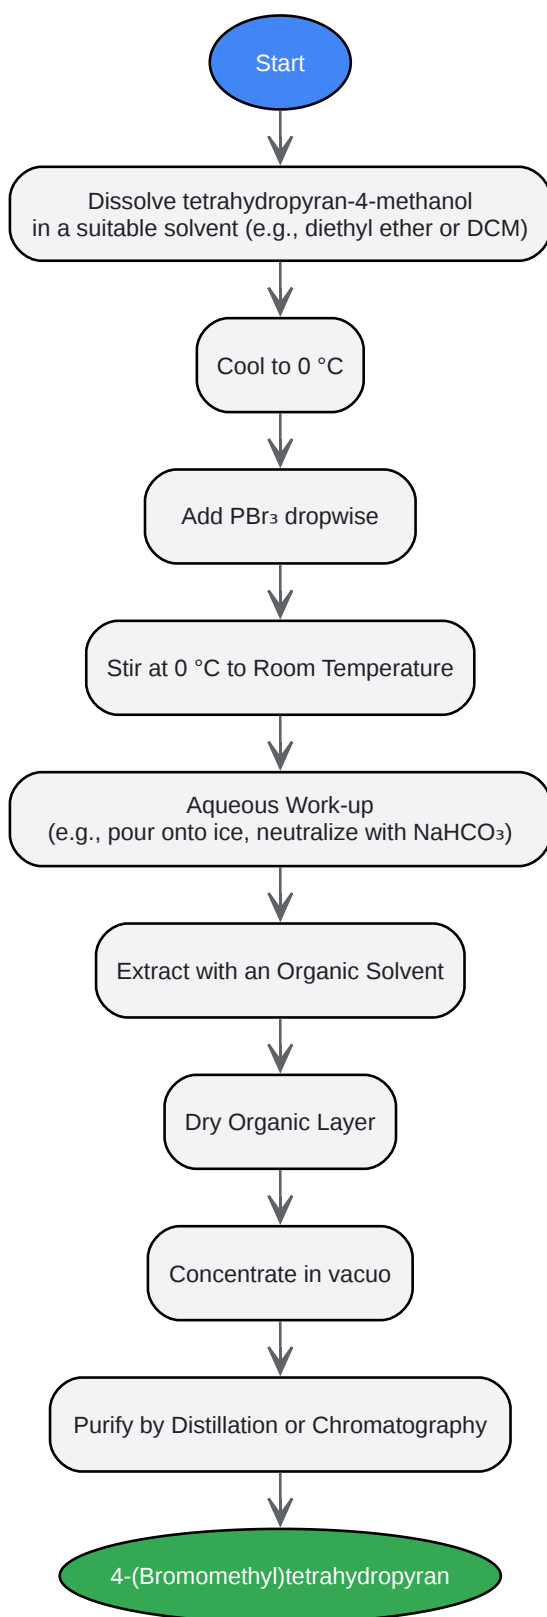 Start
Dissolve tetrahydropyran-4-methanol
in a suitable solvent (e.g., diethyl ether or DCM)
Cool to 0 °C
Add PBr₃ dropwise
Stir at 0 °C to Room Temperature
Aqueous Work-up
(e.g., pour onto ice, neutralize with NaHCO₃)
Extract with an Organic Solvent
Dry Organic Layer
Concentrate in vacuo
Purify by Distillation or Chromatography
4-(Bromomethyl)tetrahydropyran